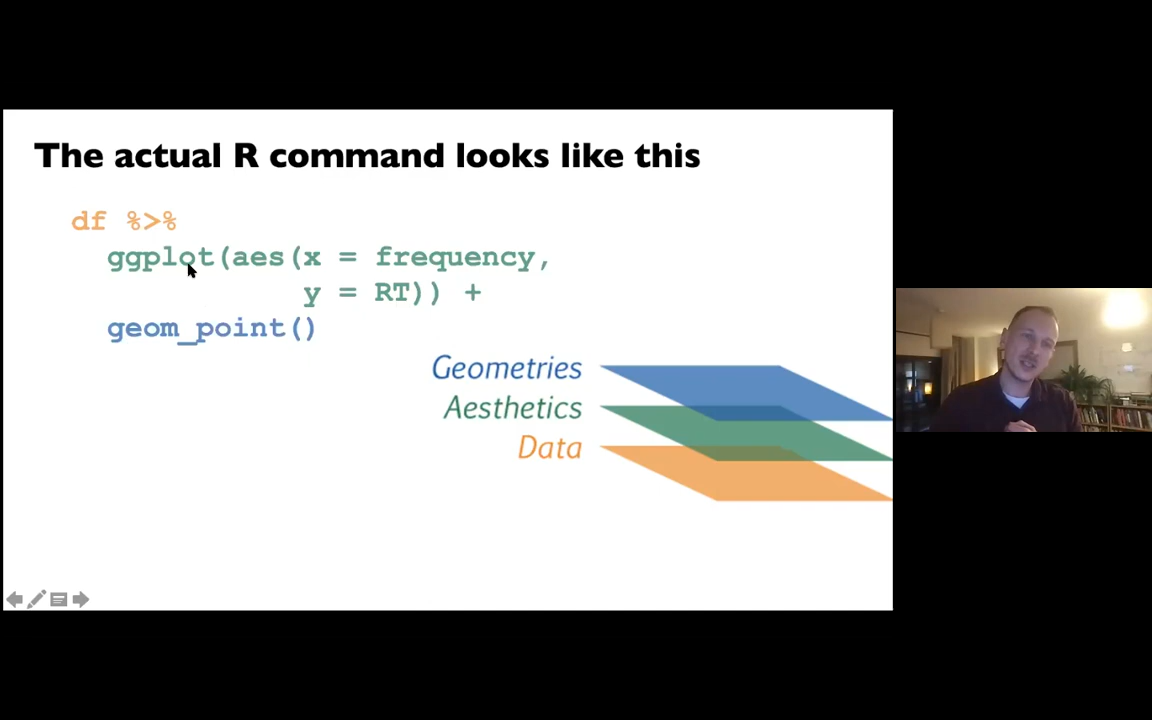 The actual R command looks like this
df %>%
ggplot(aes(x = frequency,
y = RT)) +
geom_point()
Geometries
Aesthetics
Data